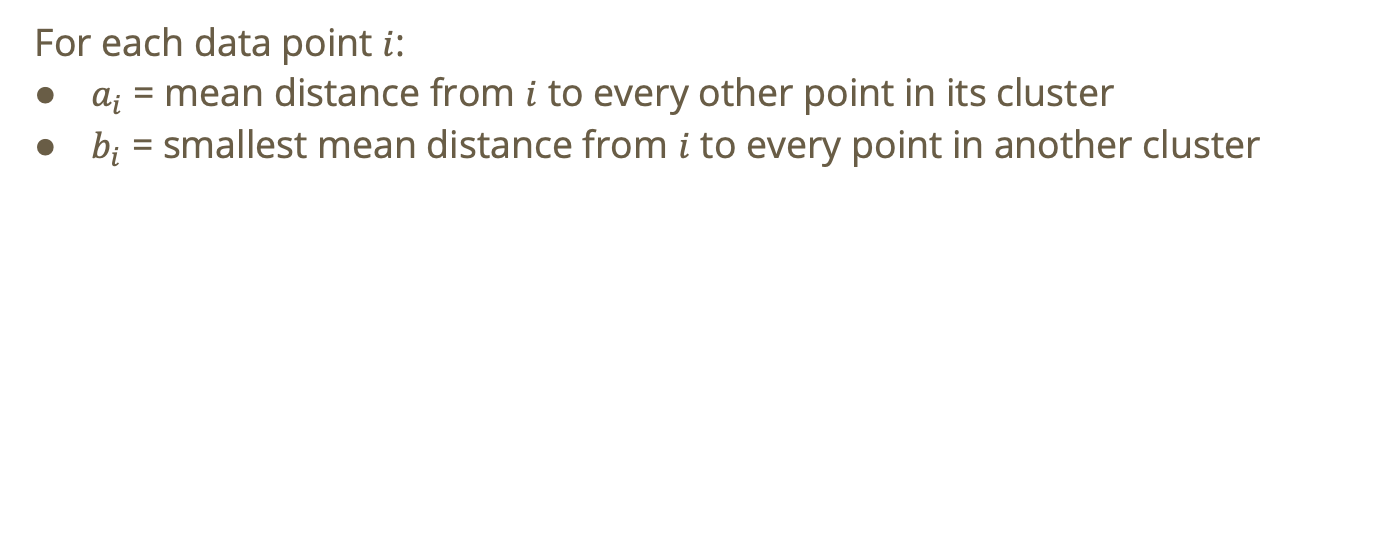 For each data point i:
● aᵢ = mean distance from i to every other point in its cluster
● bᵢ = smallest mean distance from i to every point in another cluster